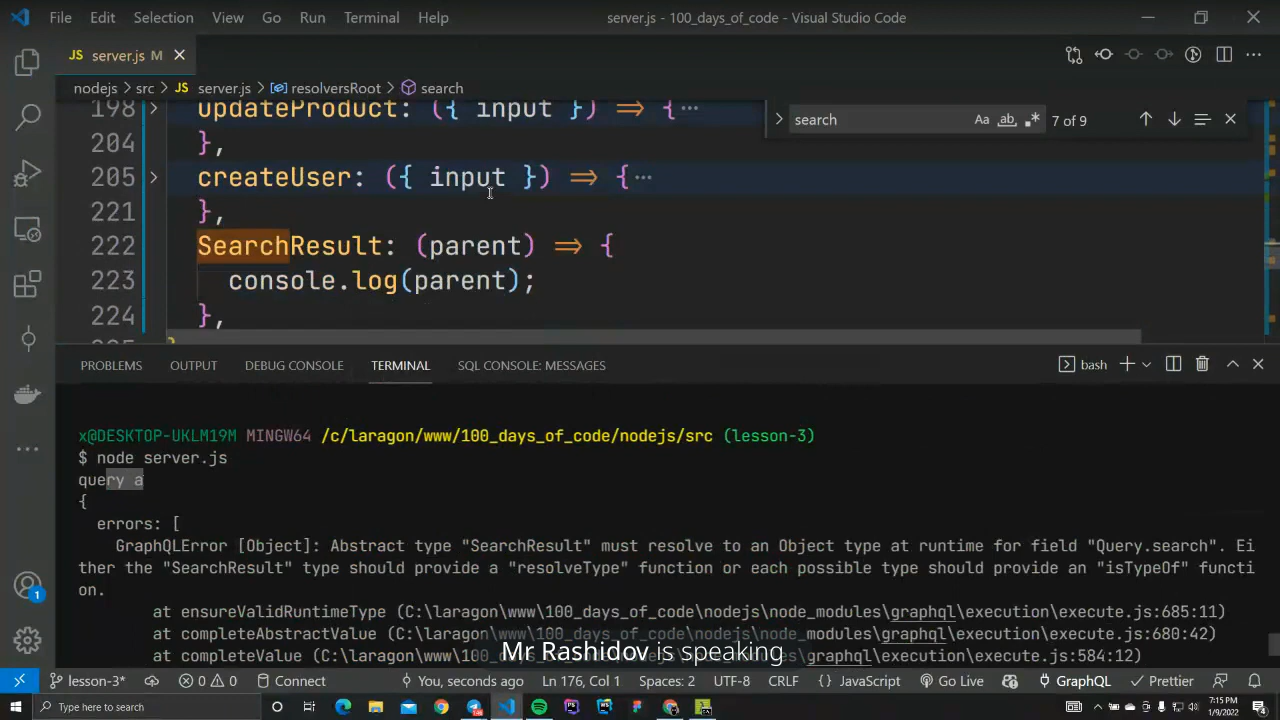 File Edit Selection View Go Run Terminal Help server.js - 100_days_of_code - Visual Studio Code
JS server.js M
nodejs > src > JS server.js > resolversRoot > search
198 updateProduct: ({ input }) => {···
search Aa ab .* 7 of 9
204 },
205 createUser: ({ input }) => {···
221 },
222 SearchResult: (parent) => {
223 console.log(parent);
224 },
PROBLEMS OUTPUT DEBUG CONSOLE TERMINAL SQL CONSOLE: MESSAGES bash
x@DESKTOP-UKLM19M MINGW64 /c/laragon/www/100_days_of_code/nodejs/src (lesson-3)
$ node server.js
query a
{
errors: [
GraphQLError [Object]: Abstract type "SearchResult" must resolve to an Object type at runtime for field "Query.search". Ei
ther the "SearchResult" type should provide a "resolveType" function or each possible type should provide an "isTypeOf" functi
on.
at ensureValidRuntimeType (C:\laragon\www\100_days_of_code\nodejs\node_modules\graphql\execution\execute.js:685:11)
at completeAbstractValue (C:\laragon\www\100_days_of_code\nodejs\node_modules\graphql\execution\execute.js:680:42)
at completeValue (C:\laragon\www\100_days_of_code\nodejs\node_modules\graphql\execution\execute.js:584:12)
Mr Rashidov is speaking
1
lesson-3* 0 0 Connect You, seconds ago Ln 176, Col 1 Spaces: 2 UTF-8 CRLF {} JavaScript Go Live GraphQL Prettier
Type here to search 7:15 PM
1/9/2022